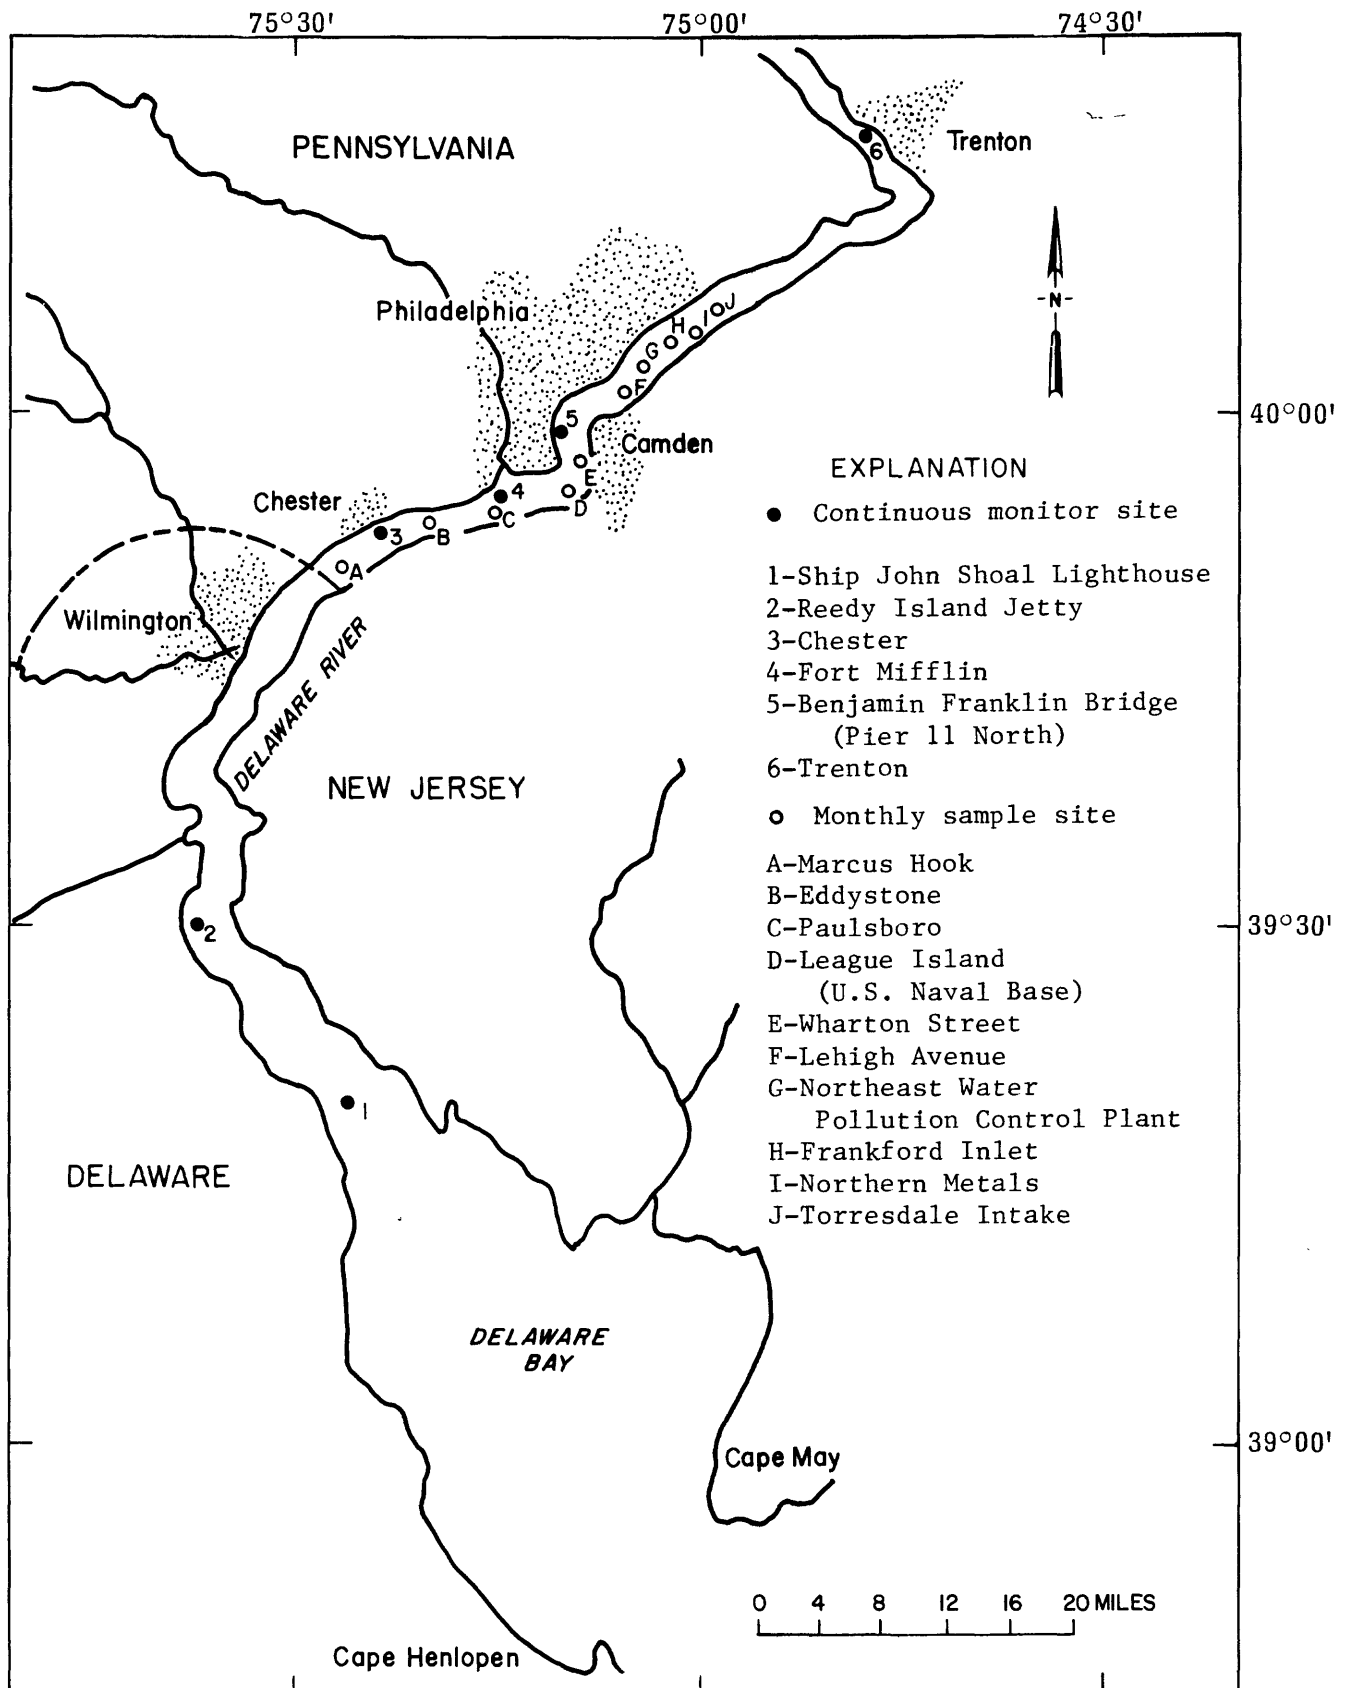 75°30' 75°00' 74°30'
PENNSYLVANIA
6
Trenton
-N-
Philadelphia
J
I
H
G
F
5
Camden
40°00'
E
D
4
C
Chester
3
B
A
Wilmington
DELAWARE RIVER
NEW JERSEY
2
1
DELAWARE
DELAWARE
BAY
Cape May
Cape Henlopen
EXPLANATION
● Continuous monitor site
1-Ship John Shoal Lighthouse
2-Reedy Island Jetty
3-Chester
4-Fort Mifflin
5-Benjamin Franklin Bridge
(Pier 11 North)
6-Trenton
o Monthly sample site
A-Marcus Hook
B-Eddystone
C-Paulsboro
D-League Island
(U.S. Naval Base)
E-Wharton Street
F-Lehigh Avenue
G-Northeast Water
Pollution Control Plant
H-Frankford Inlet
I-Northern Metals
J-Torresdale Intake
39°30'
39°00'
0 4 8 12 16 20 MILES